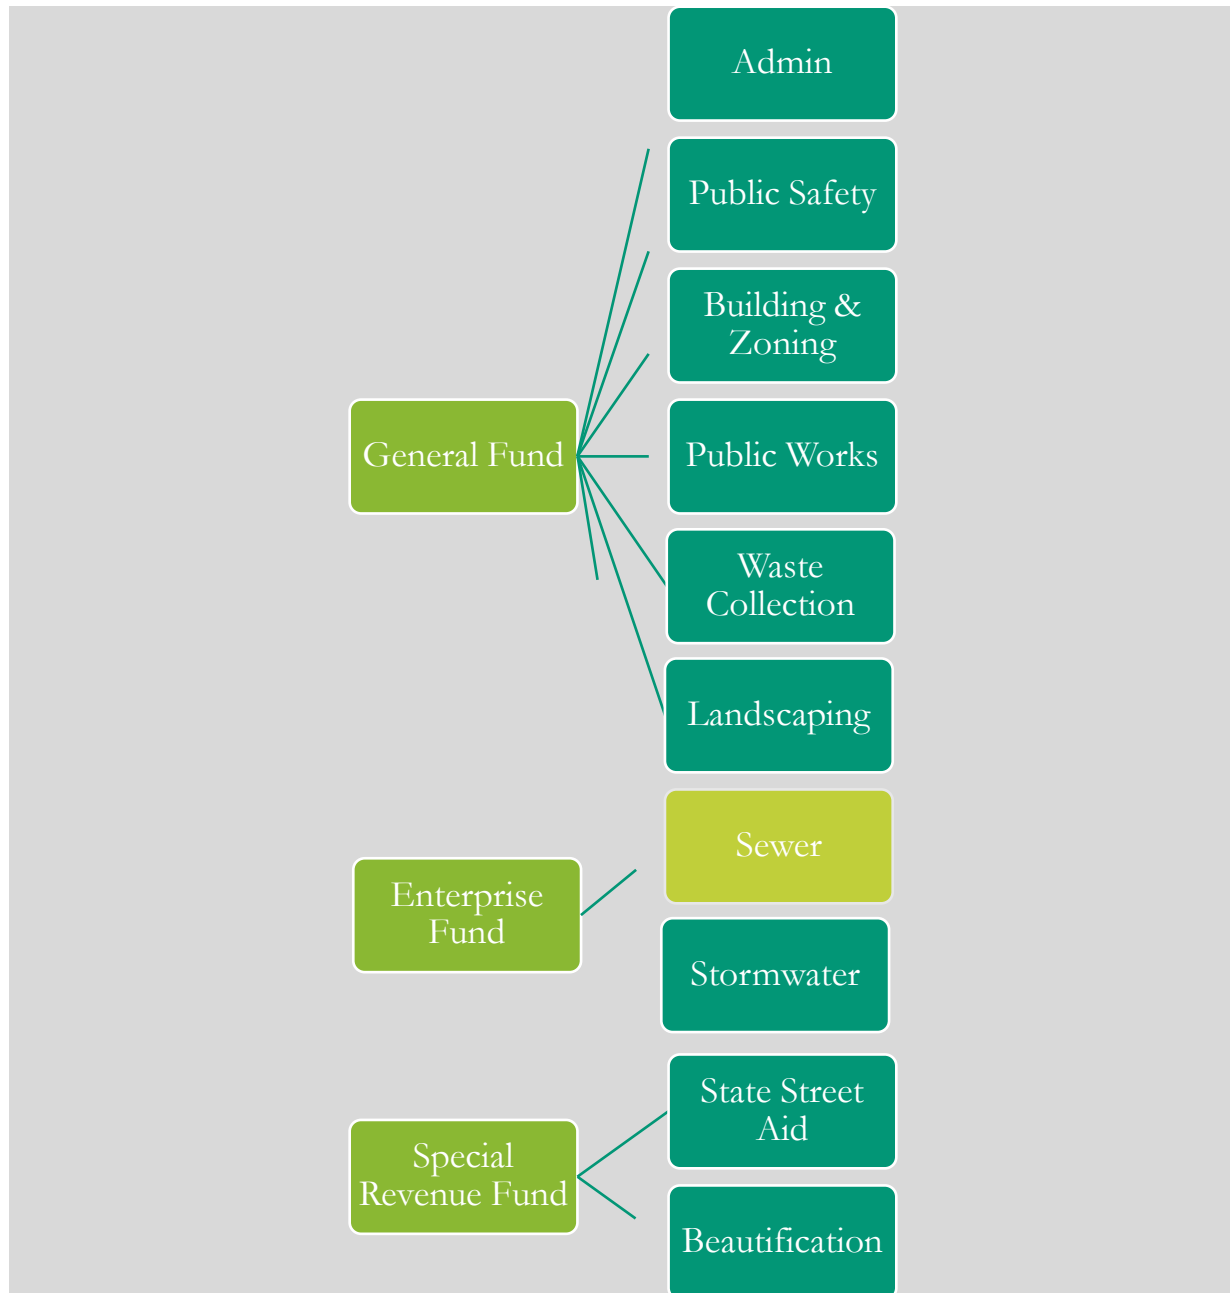 Admin
Public Safety
Building &
Zoning
General Fund
Public Works
Waste
Collection
Landscaping
Sewer
Enterprise
Fund
Stormwater
State Street
Aid
Special
Revenue Fund
Beautification